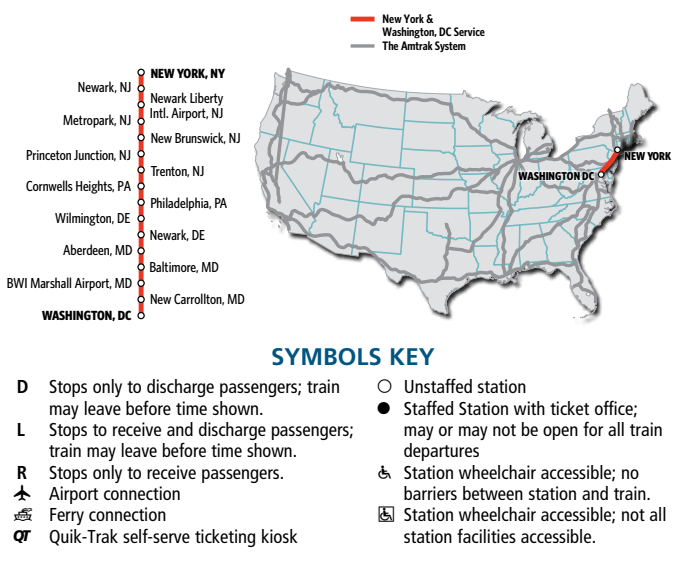 New York &
Washington, DC Service
The Amtrak System
NEW YORK, NY
Newark, NJ
Newark Liberty
Intl. Airport, NJ
Metropark, NJ
New Brunswick, NJ
Princeton Junction, NJ
Trenton, NJ
Cornwells Heights, PA
Philadelphia, PA
Wilmington, DE
Newark, DE
Aberdeen, MD
Baltimore, MD
BWI Marshall Airport, MD
New Carrollton, MD
WASHINGTON, DC
NEW YORK
WASHINGTON DC
SYMBOLS KEY
D Stops only to discharge passengers; train
may leave before time shown.
L Stops to receive and discharge passengers;
train may leave before time shown.
R Stops only to receive passengers.
Airport connection
Ferry connection
QT Quik-Trak self-serve ticketing kiosk
Unstaffed station
Staffed Station with ticket office;
may or may not be open for all train
departures
Station wheelchair accessible; no
barriers between station and train.
Station wheelchair accessible; not all
station facilities accessible.